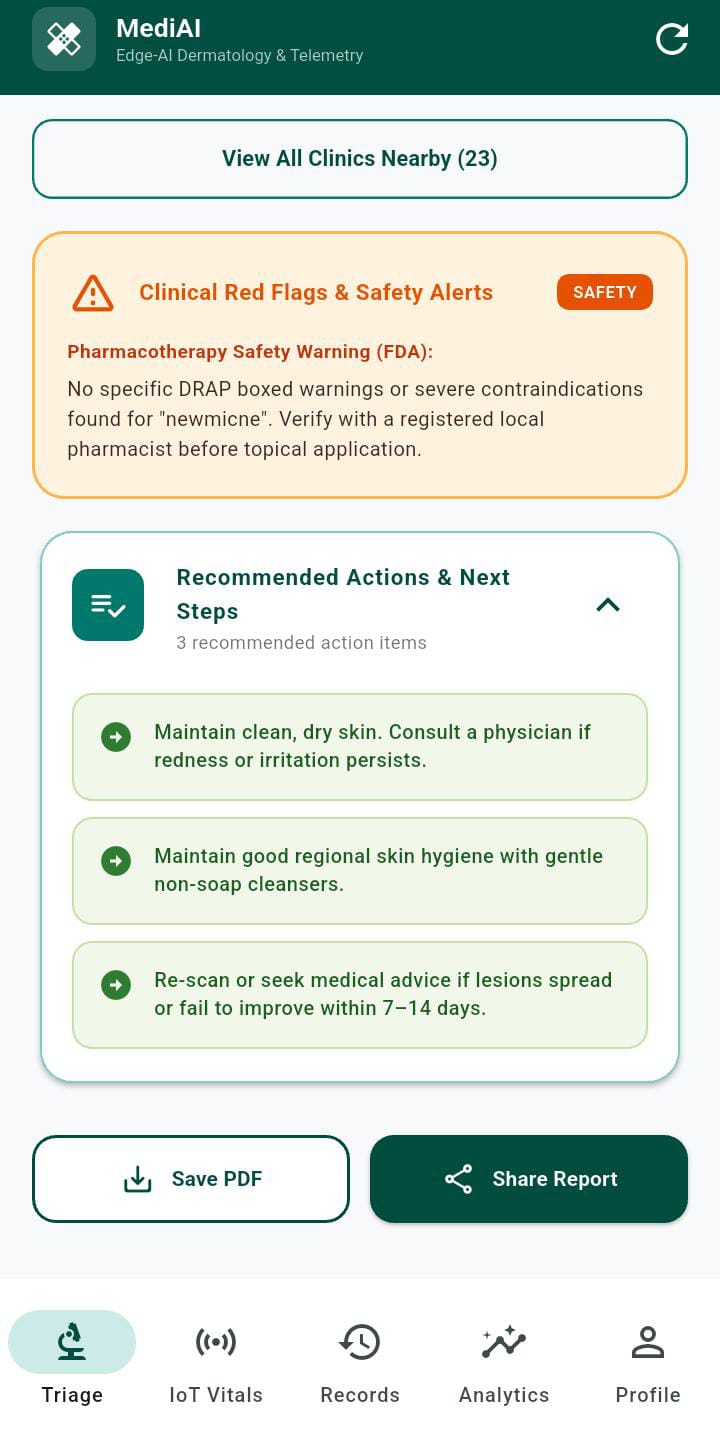 MediAI
Edge-AI Dermatology & Telemetry
View All Clinics Nearby (23)
Clinical Red Flags & Safety Alerts
SAFETY
Pharmacotherapy Safety Warning (FDA):
No specific DRAP boxed warnings or severe contraindications
found for "newmicne". Verify with a registered local
pharmacist before topical application.
Recommended Actions & Next
Steps
3 recommended action items
Maintain clean, dry skin. Consult a physician if
redness or irritation persists.
Maintain good regional skin hygiene with gentle
non-soap cleansers.
Re-scan or seek medical advice if lesions spread
or fail to improve within 7–14 days.
Save PDF
Share Report
Triage
IoT Vitals
Records
Analytics
Profile